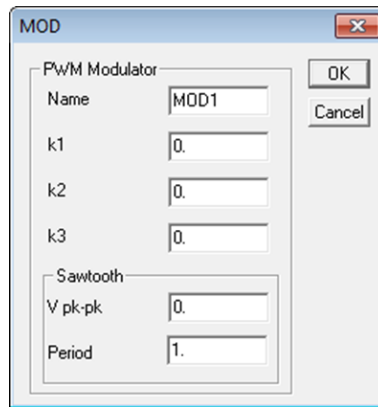 MOD
PWM Modulator
OK
Name MOD1
Cancel
k1 0.
k2 0.
k3 0.
Sawtooth
V pk-pk 0.
Period 1.